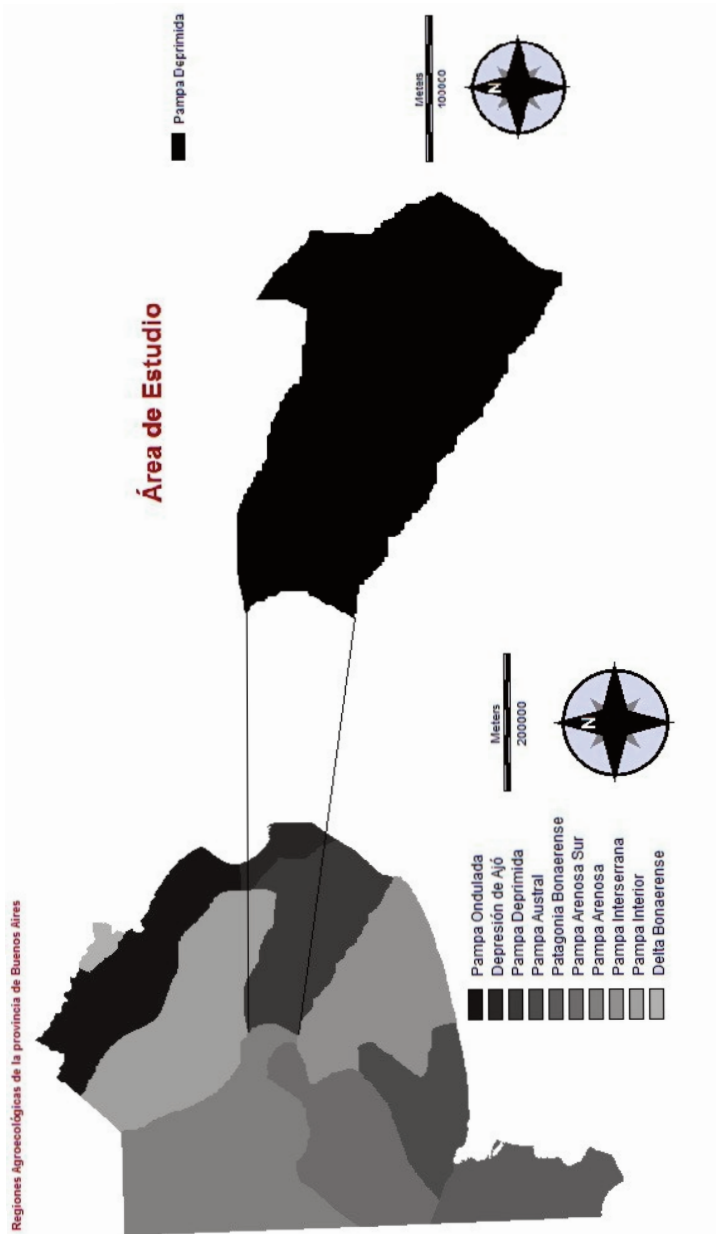 Regiones Agroecológicas de la provincia de Buenos Aires
Área de Estudio
Pampa Deprimida
Meters
100000
N
Meters
200000
N
Pampa Ondulada
Depresión de Ajó
Pampa Deprimida
Pampa Austral
Patagonia Bonaerense
Pampa Arenosa Sur
Pampa Arenosa
Pampa Interserrana
Pampa Interior
Delta Bonaerense